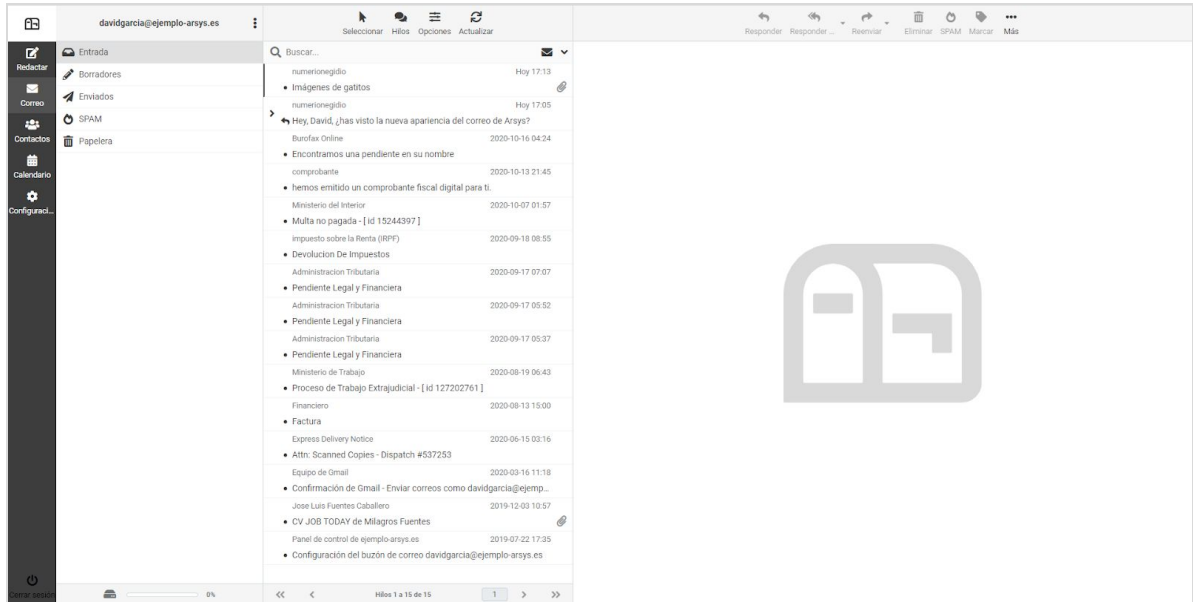 davidgarcia@ejemplo-arsys.es
Seleccionar Hilos Opciones Actualizar
Responder Responder ... Reenviar Eliminar SPAM Marcar Más
Redactar
Correo
Contactos
Calendario
Configuraci...
Cerrar sesión
Entrada
Borradores
Enviados
SPAM
Papelera
0%
Buscar...
numerionegidio Hoy 17:13
• Imágenes de gatitos
numerionegidio Hoy 17:05
Hey, David, ¿has visto la nueva apariencia del correo de Arsys?
Burofax Online 2020-10-16 04:24
• Encontramos una pendiente en su nombre
comprobante 2020-10-13 21:45
• hemos emitido un comprobante fiscal digital para ti.
Ministerio del Interior 2020-10-07 01:57
• Multa no pagada - [ id 15244397 ]
impuesto sobre la Renta (IRPF) 2020-09-18 08:55
• Devolucion De Impuestos
Administracion Tributaria 2020-09-17 07:07
• Pendiente Legal y Financiera
Administracion Tributaria 2020-09-17 05:52
• Pendiente Legal y Financiera
Administracion Tributaria 2020-09-17 05:37
• Pendiente Legal y Financiera
Ministerio de Trabajo 2020-08-19 06:43
• Proceso de Trabajo Extrajudicial - [ id 127202761 ]
Financiero 2020-08-13 15:00
• Factura
Express Delivery Notice 2020-06-15 03:16
• Attn: Scanned Copies - Dispatch #537253
Equipo de Gmail 2020-03-16 11:18
• Confirmación de Gmail - Enviar correos como davidgarcia@ejemp...
Jose Luis Fuentes Caballero 2019-12-03 10:57
• CV JOB TODAY de Milagros Fuentes
Panel de control de ejemplo-arsys.es 2019-07-22 17:35
• Configuración del buzón de correo davidgarcia@ejemplo-arsys.es
Hilos 1 a 15 de 15 1